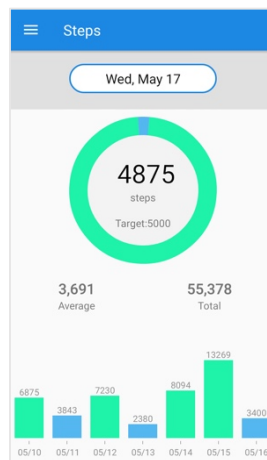 Steps
Wed, May 17
4875
steps
Target:5000
3,691 55,378
Average Total
13269
8094
7230
6875
3843
3400
2380
05/10 05/11 05/12 05/13 05/14 05/15 05/16